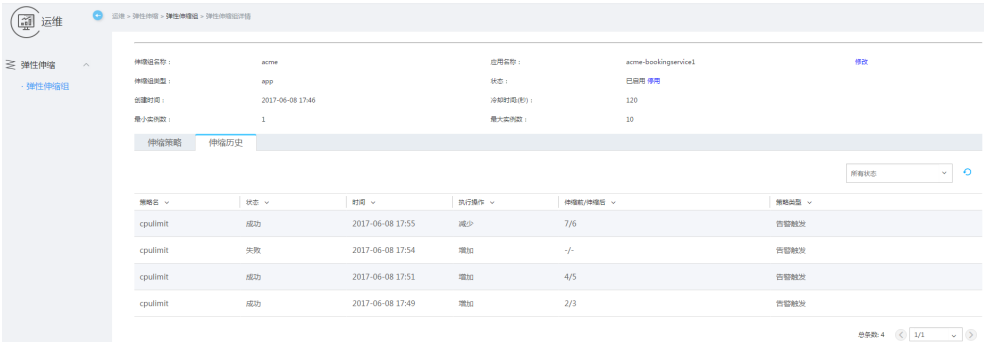 运维
运维 > 弹性伸缩 > 弹性伸缩组 > 弹性伸缩组详情
弹性伸缩
· 弹性伸缩组
伸缩组名称： acme 应用名称： acme-bookingservice1 修改
伸缩组类型： app 状态： 已启用 停用
创建时间： 2017-06-08 17:46 冷却时间(秒)： 120
最小实例数： 1 最大实例数： 10
伸缩策略 伸缩历史
所有状态
策略名 状态 时间 执行操作 伸缩前/伸缩后 策略类型
cpulimit 成功 2017-06-08 17:55 减少 7/6 告警触发
cpulimit 失败 2017-06-08 17:54 增加 -/- 告警触发
cpulimit 成功 2017-06-08 17:51 增加 4/5 告警触发
cpulimit 成功 2017-06-08 17:49 增加 2/3 告警触发
总条数: 4 1/1